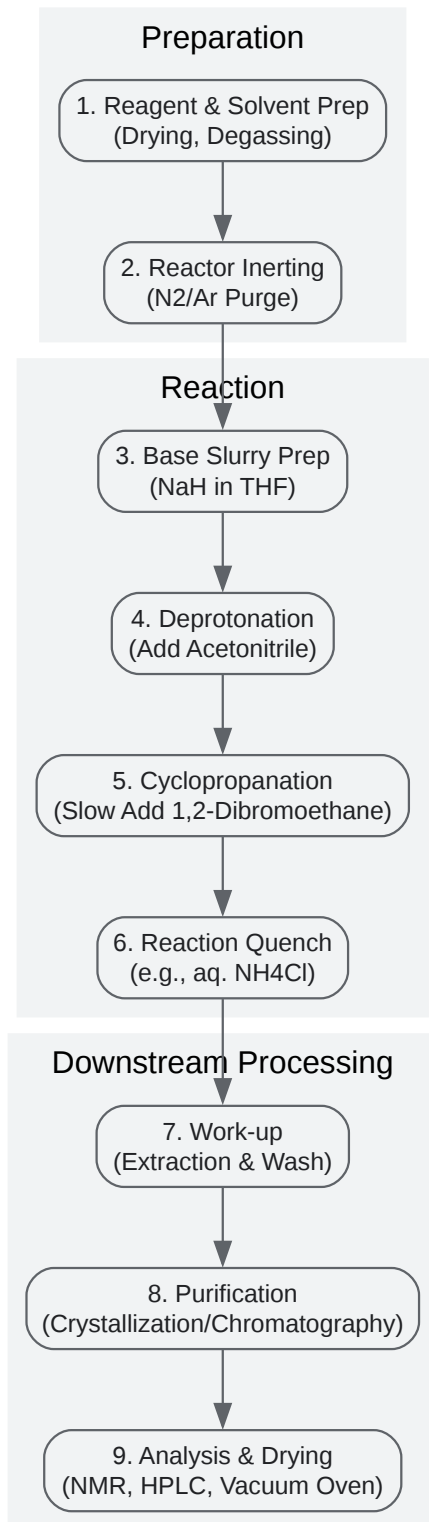 Preparation
1. Reagent & Solvent Prep
(Drying, Degassing)
2. Reactor Inerting
(N2/Ar Purge)
Reaction
3. Base Slurry Prep
(NaH in THF)
4. Deprotonation
(Add Acetonitrile)
5. Cyclopropanation
(Slow Add 1,2-Dibromoethane)
6. Reaction Quench
(e.g., aq. NH4Cl)
Downstream Processing
7. Work-up
(Extraction & Wash)
8. Purification
(Crystallization/Chromatography)
9. Analysis & Drying
(NMR, HPLC, Vacuum Oven)